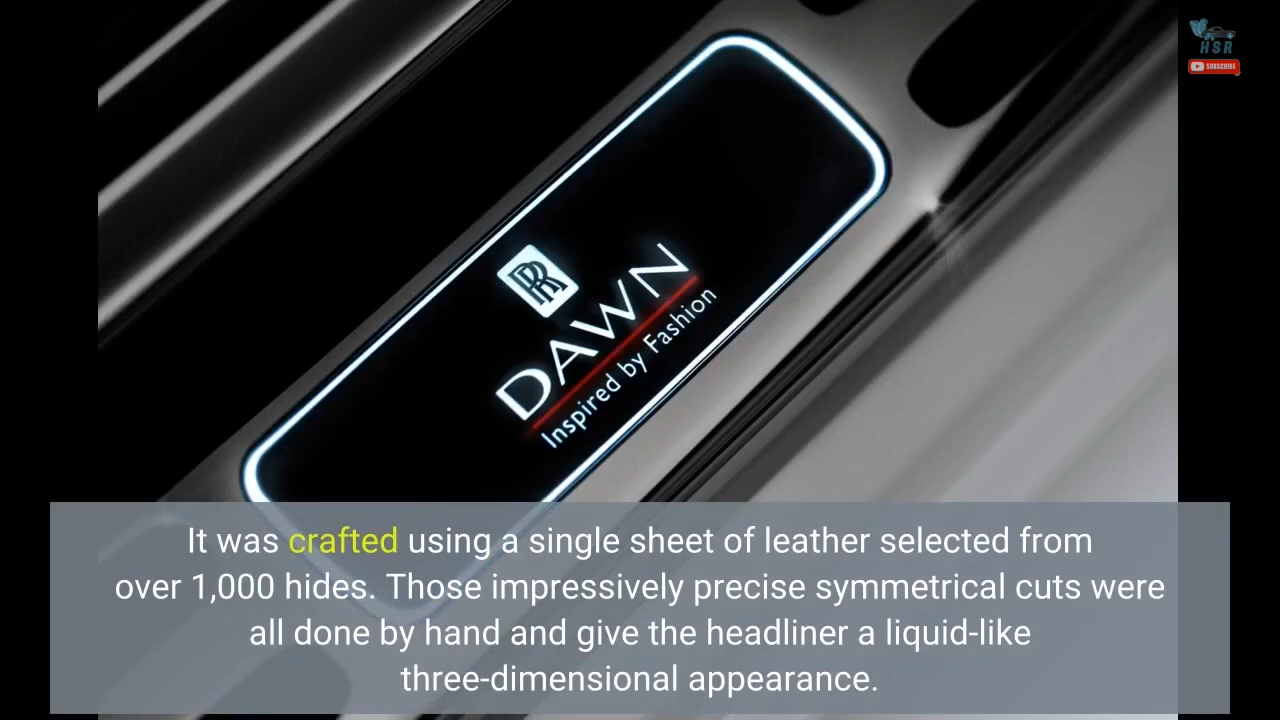 HSR
SUBSCRIBE
RR
DAWN
Inspired by Fashion
It was crafted using a single sheet of leather selected from
over 1,000 hides. Those impressively precise symmetrical cuts were
all done by hand and give the headliner a liquid-like
three-dimensional appearance.